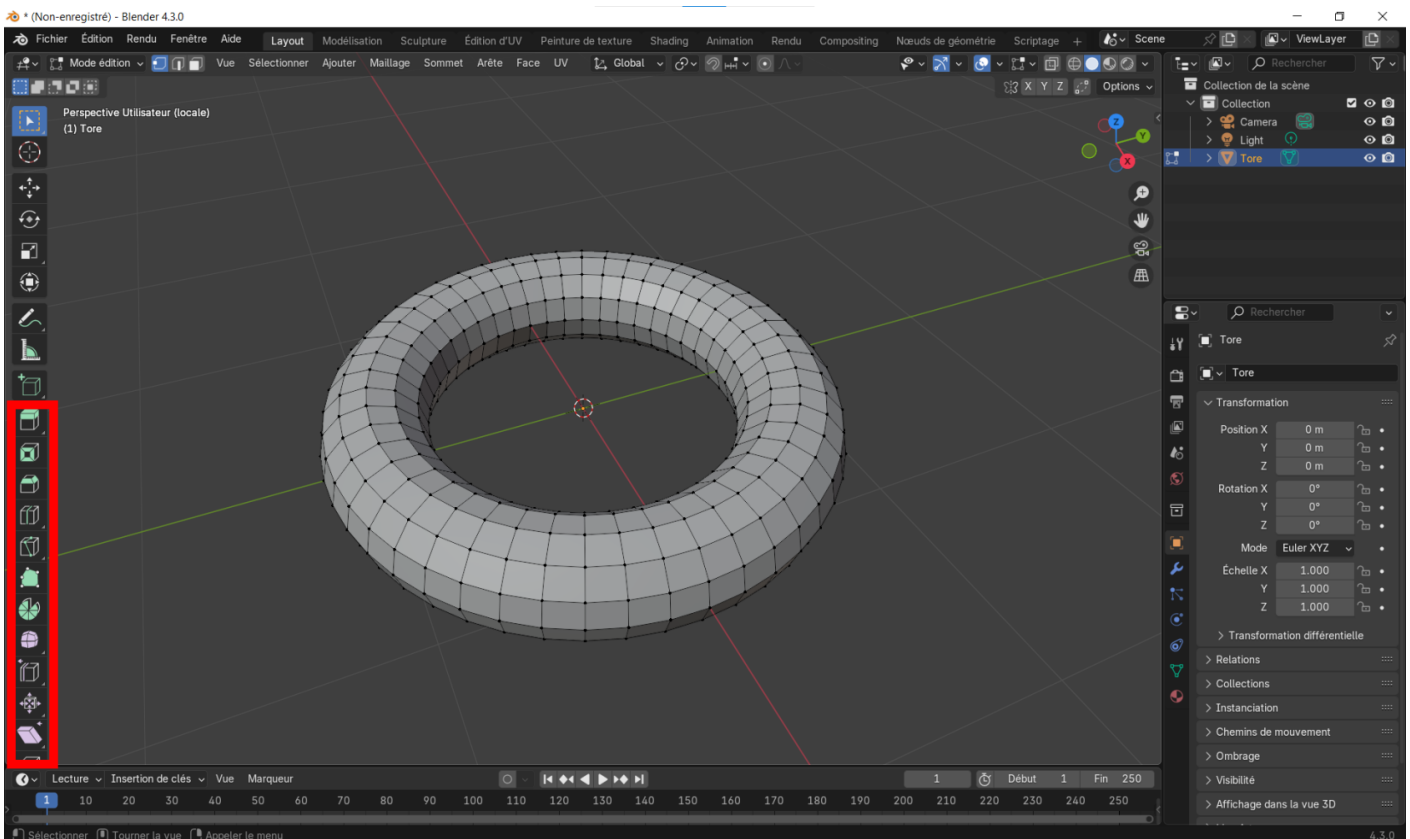 * (Non-enregistré) - Blender 4.3.0
Fichier Édition Rendu Fenêtre Aide Layout Modélisation Sculpture Édition d'UV Peinture de texture Shading Animation Rendu Compositing Nœuds de géométrie Scriptage + Scene ViewLayer
Mode édition Vue Sélectionner Ajouter Maillage Sommet Arête Face UV Global Rechercher
X Y Z Options
Collection de la scène
Collection
Camera
Light
Tore
Perspective Utilisateur (locale)
(1) Tore
Z
Y
X
Rechercher
Tore
Tore
Transformation
Position X 0 m
Y 0 m
Z 0 m
Rotation X 0°
Y 0°
Z 0°
Mode Euler XYZ
Échelle X 1.000
Y 1.000
Z 1.000
Transformation différentielle
Relations
Collections
Instanciation
Chemins de mouvement
Ombrage
Visibilité
Affichage dans la vue 3D
Lecture Insertion de clés Vue Marqueur 1 Début 1 Fin 250
1 10 20 30 40 50 60 70 80 90 100 110 120 130 140 150 160 170 180 190 200 210 220 230 240 250
Sélectionner Tourner la vue Appeler le menu 4.3.0